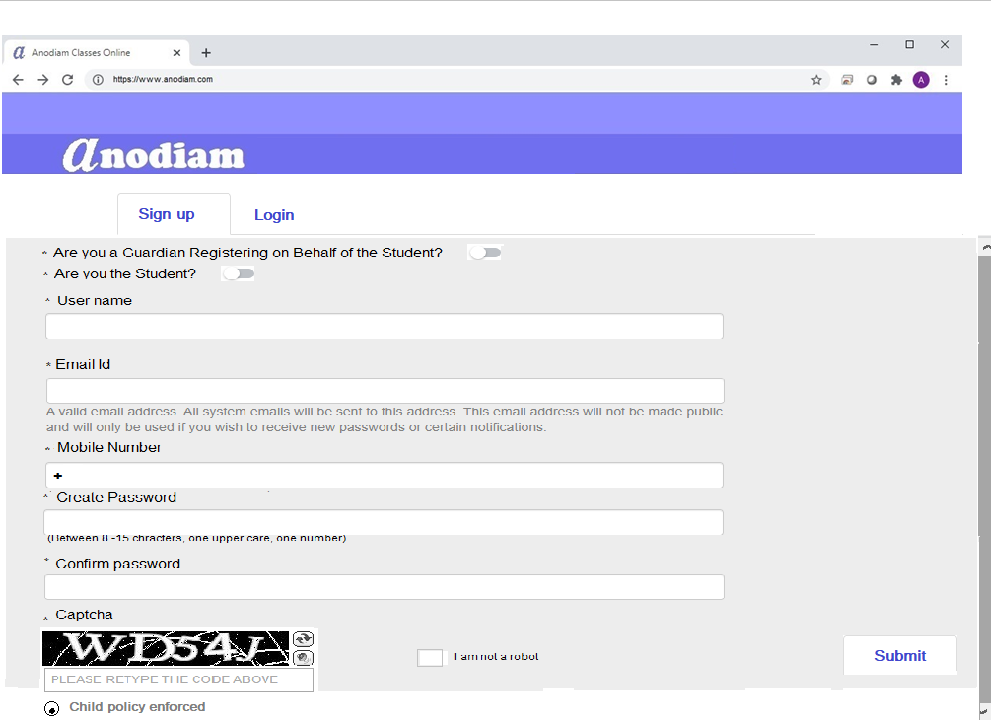 a Anodiam Classes Online
https://www.anodiam.com
A
anodiam
Sign up Login
* Are you a Guardian Registering on Behalf of the Student?
* Are you the Student?
* User name
* Email Id
A valid email address. All system emails will be sent to this address. This email address will not be made public
and will only be used if you wish to receive new passwords or certain notifications.
* Mobile Number
+
* Create Password
-15 chracters, one upper care, one number)
* Confirm password
* Captcha
WD54J
I am not a robot
Submit
PLEASE RETYPE THE CODE ABOVE
Child policy enforced